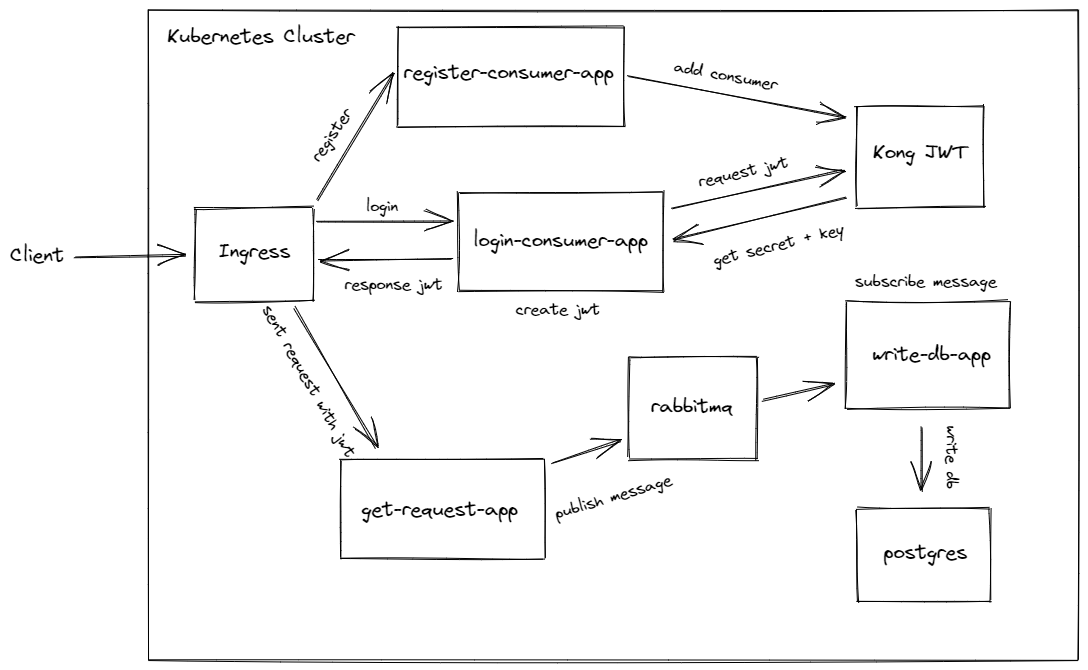 Kubernetes Cluster
register-consumer-app
add consumer
register
Kong JWT
request jwt
login
login-consumer-app
Client
Ingress
get secret + key
response jwt
create jwt
subscribe message
sent request with jwt
write-db-app
rabbitmq
write db
publish message
get-request-app
postgres